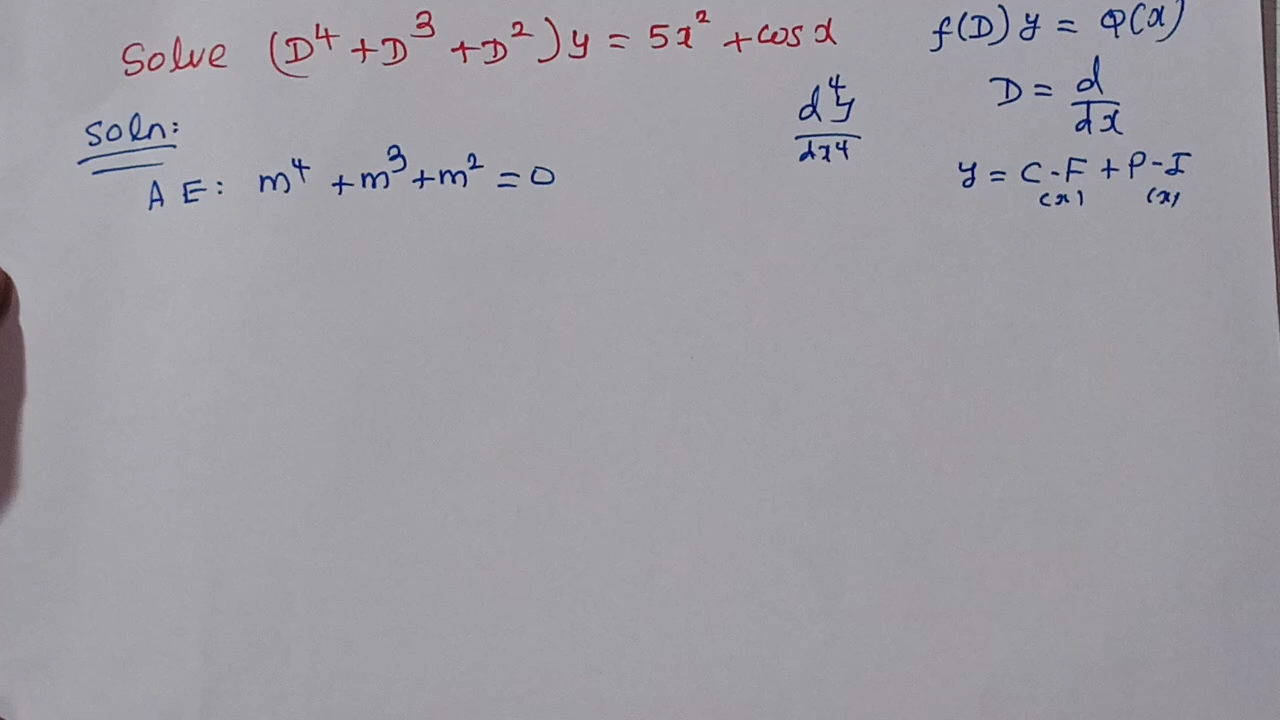 Solve (D⁴ + D³ + D²) y = 5x² + cos x
f(D) y = Q(x)
D = d/dx
d⁴y/dx⁴
Soln:
A E: m⁴ + m³ + m² = 0
y = C-F + P-I
(x) (x)